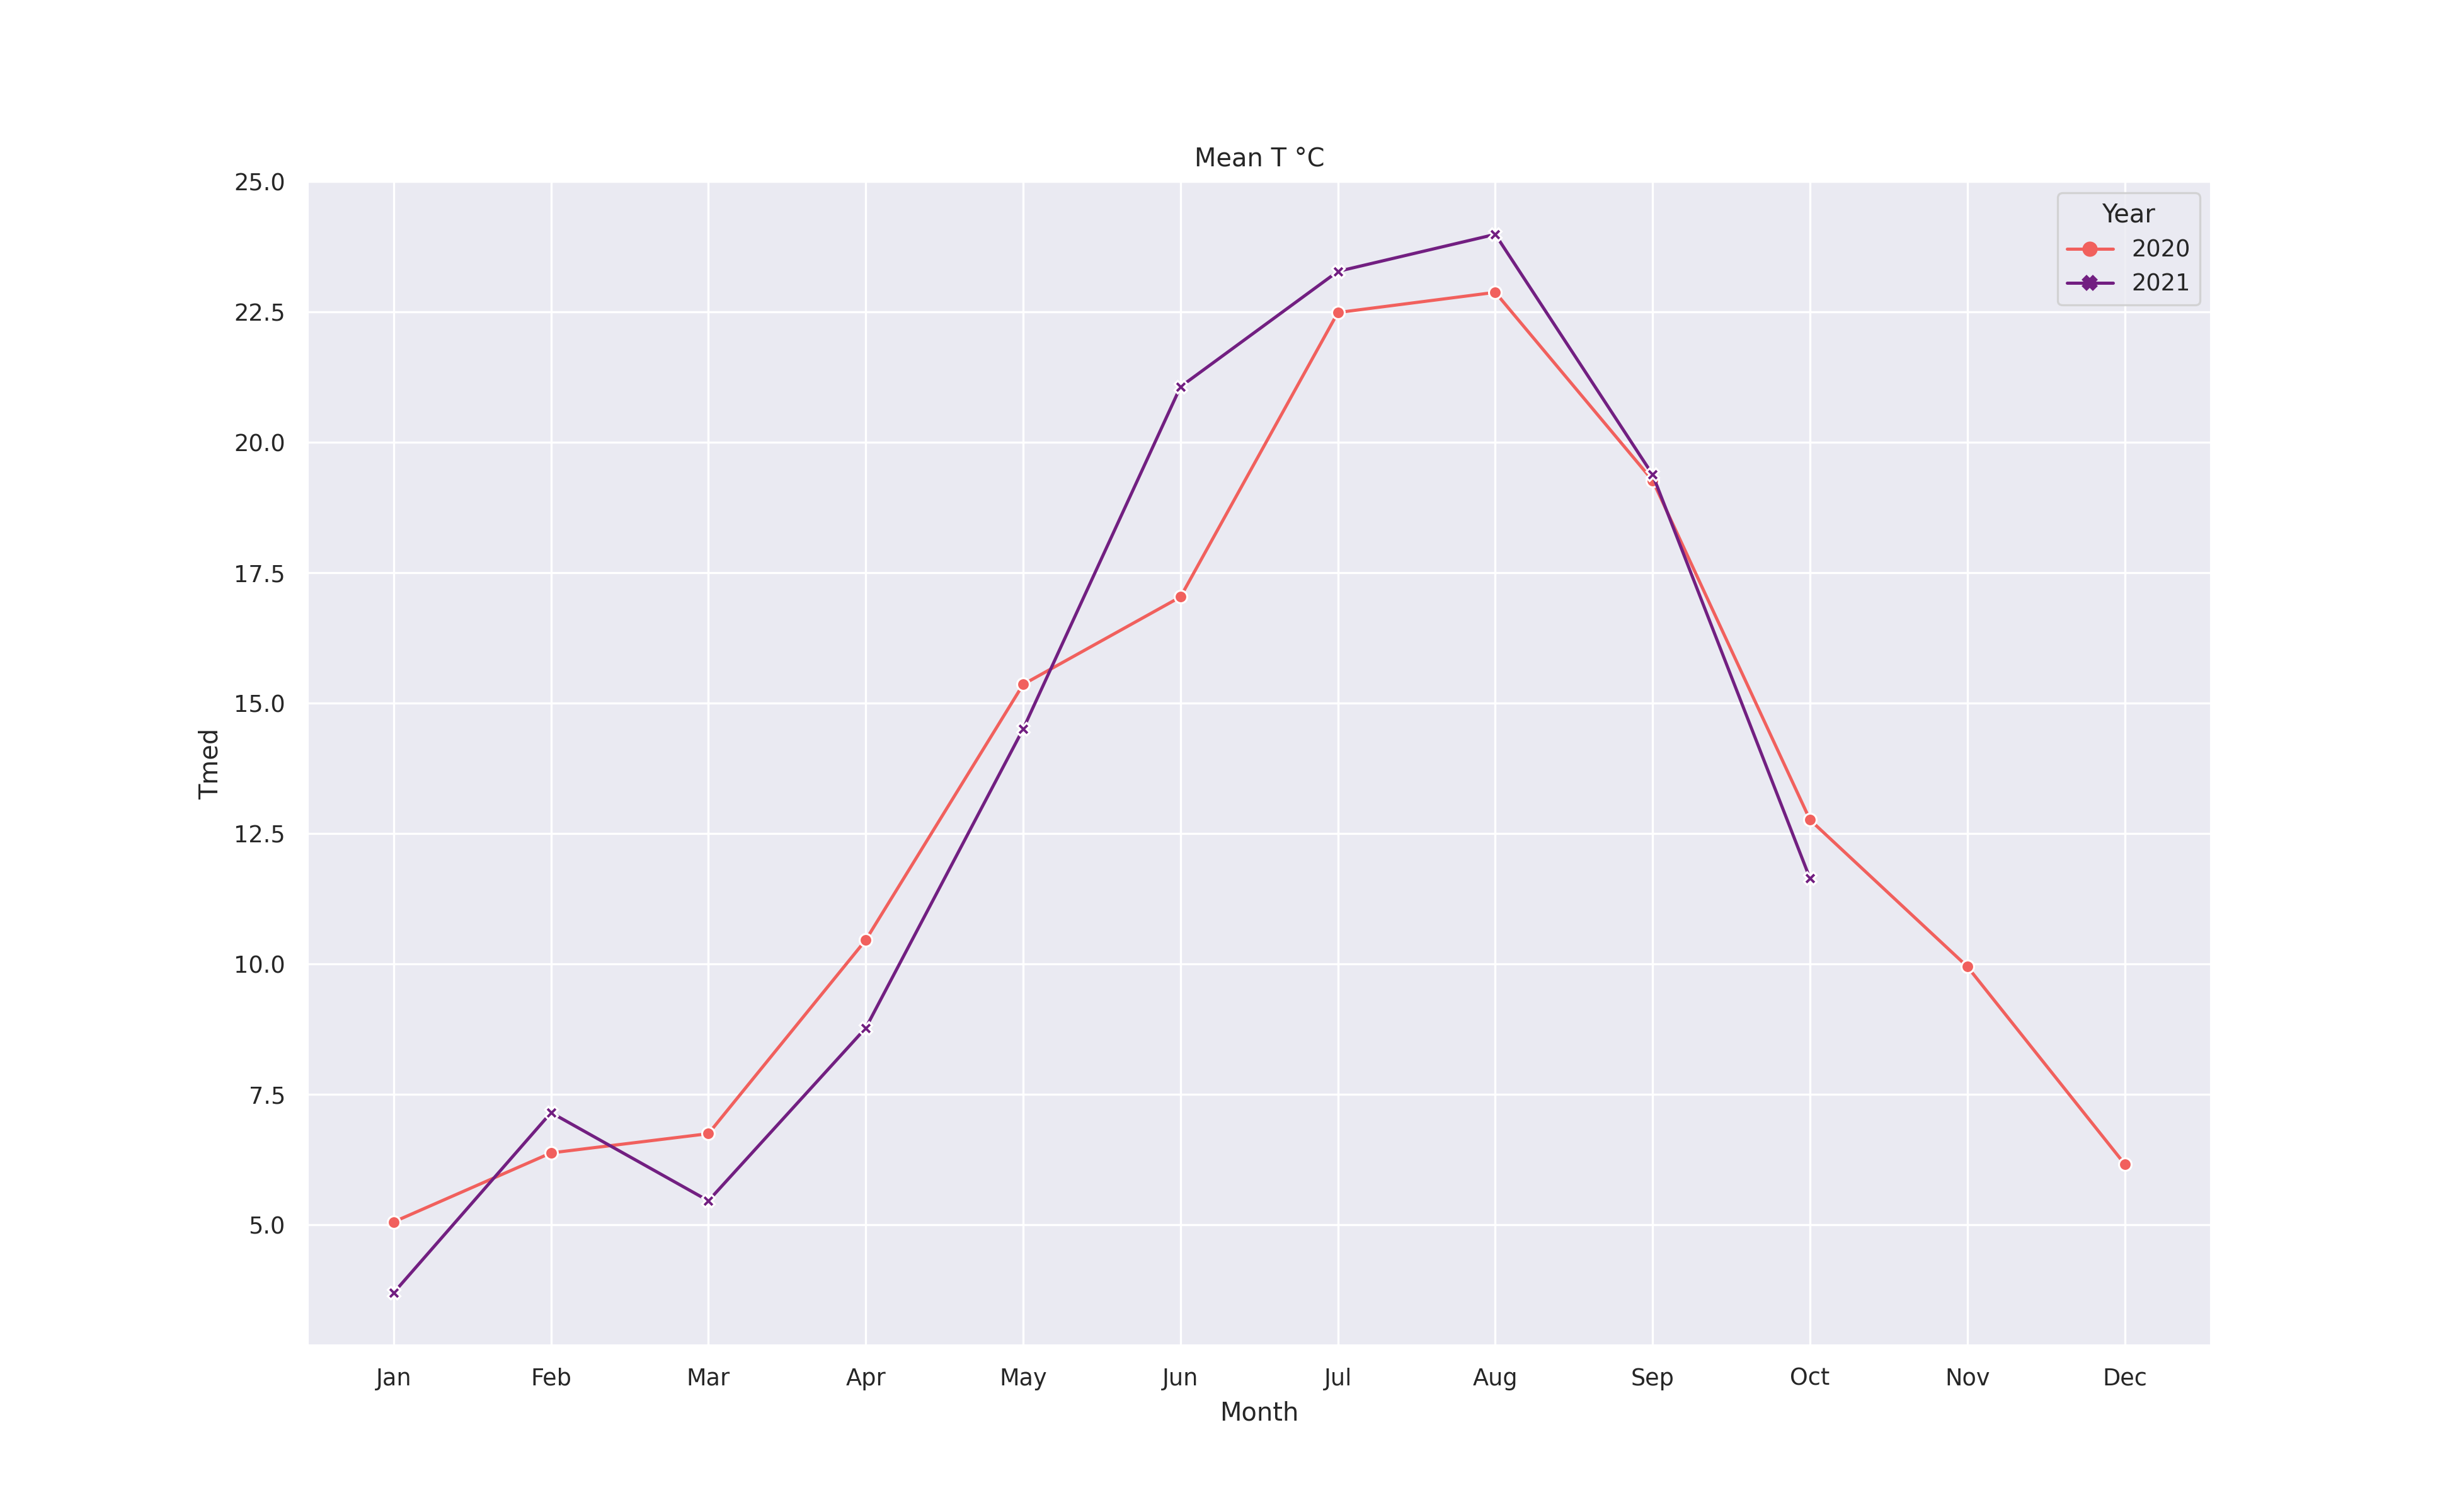 Mean T °C
25.0
22.5
20.0
17.5
15.0
12.5
10.0
7.5
5.0
Tmed
Year
2020
2021
Jan Feb Mar Apr May Jun Jul Aug Sep Oct Nov Dec
Month